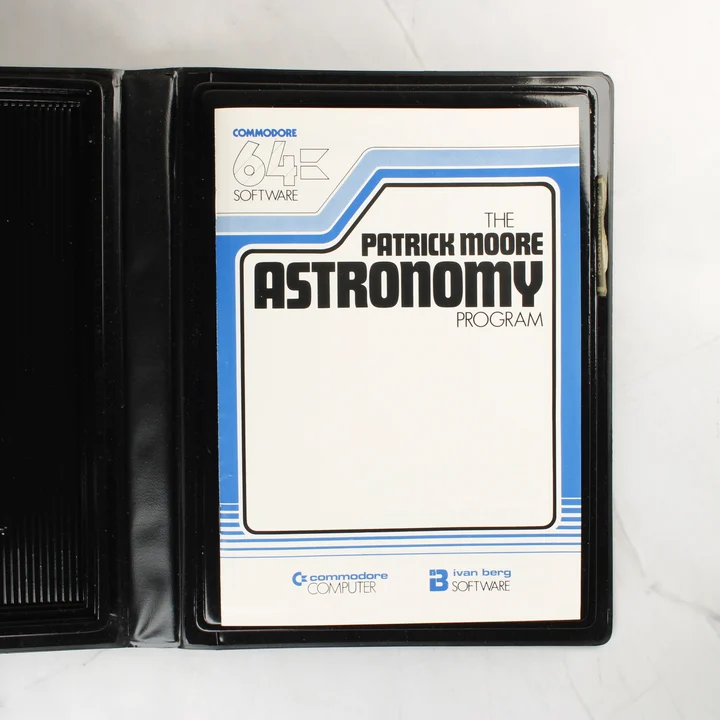 COMMODORE
64
SOFTWARE
THE
PATRICK MOORE
ASTRONOMY
PROGRAM
commodore
COMPUTER
ivan berg
SOFTWARE